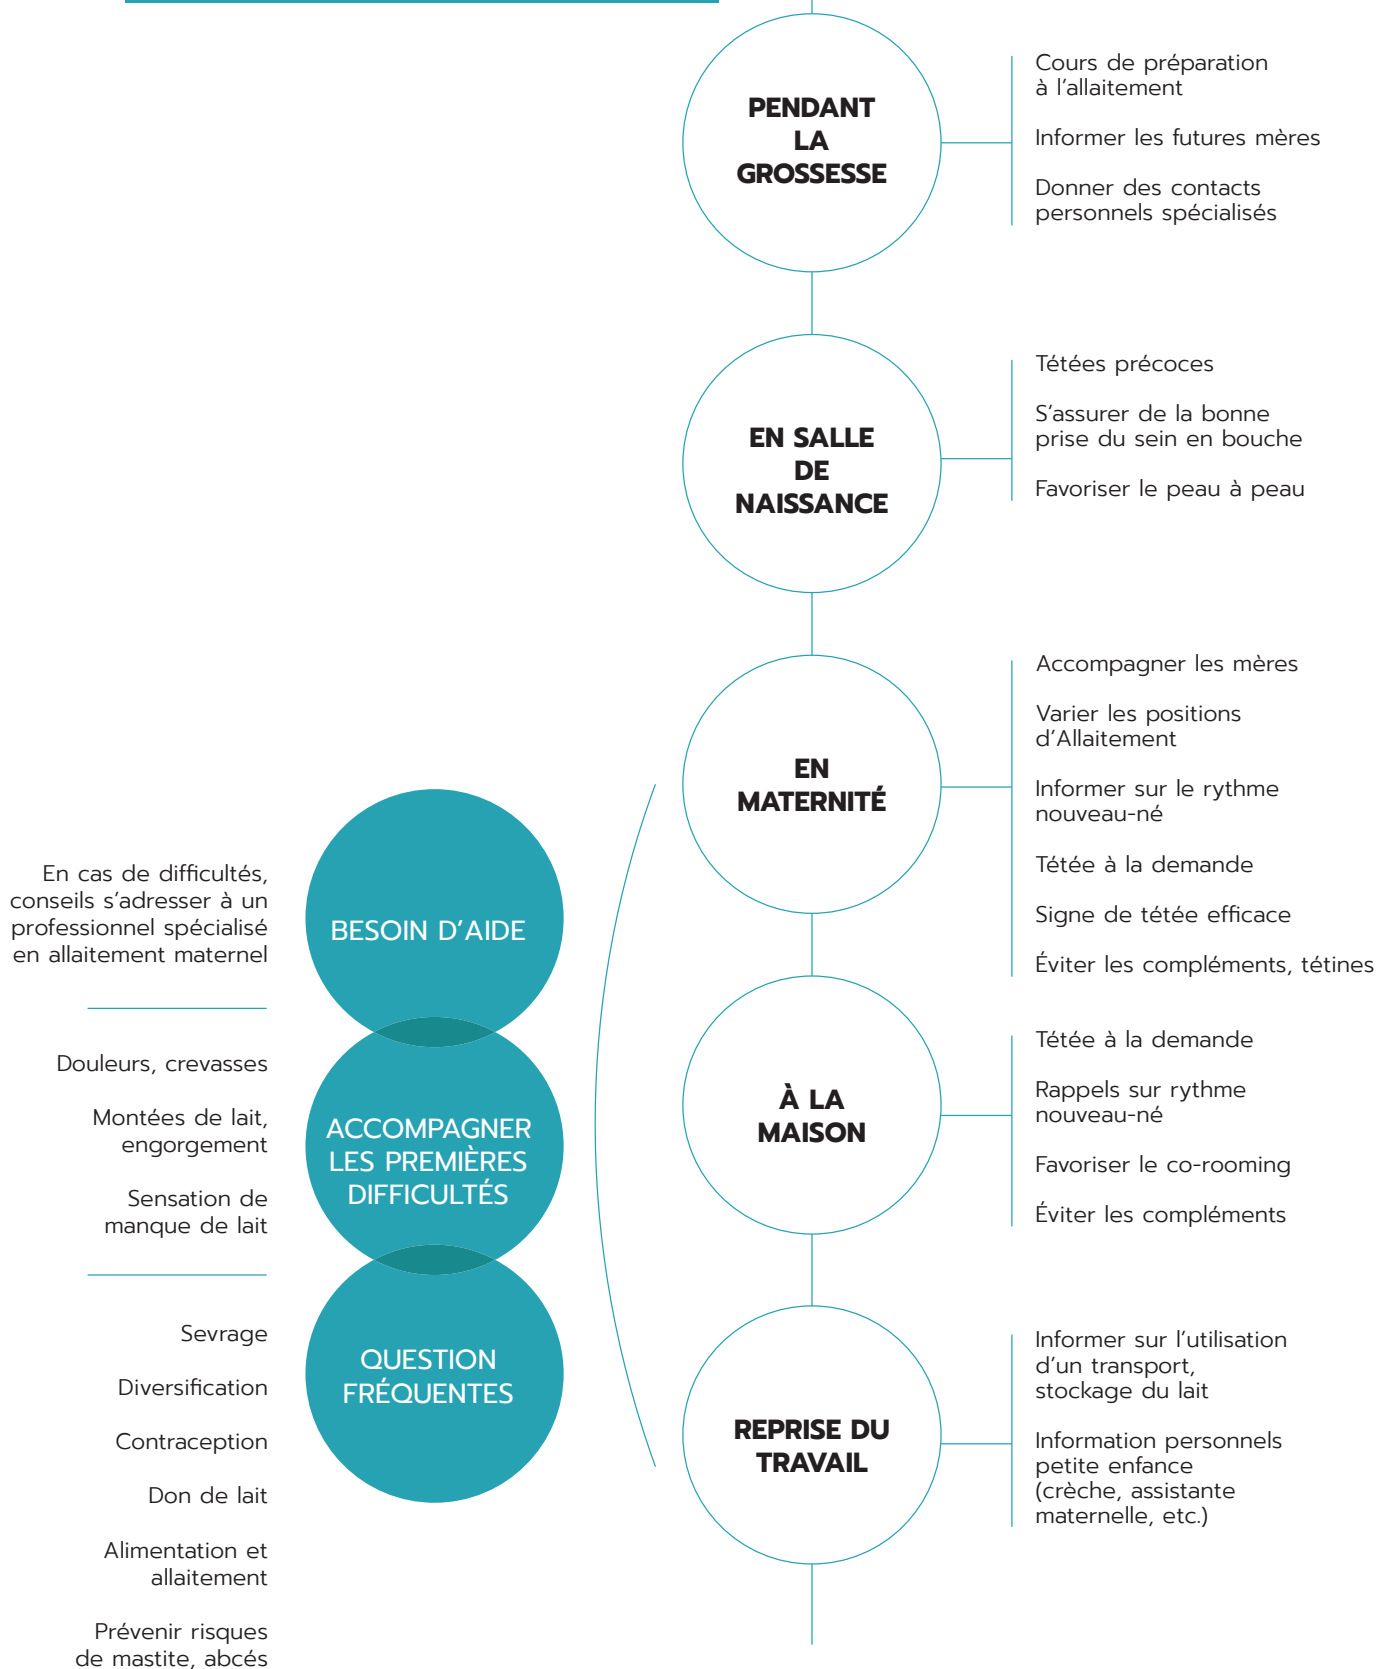 PENDANT
LA
GROSSESSE
Cours de préparation
à l'allaitement
Informer les futures mères
Donner des contacts
personnels spécialisés
EN SALLE
DE
NAISSANCE
Tétées précoces
S'assurer de la bonne
prise du sein en bouche
Favoriser le peau à peau
EN
MATERNITÉ
Accompagner les mères
Varier les positions
d'Allaitement
Informer sur le rythme
nouveau-né
Tétée à la demande
Signe de tétée efficace
Éviter les compléments, tétines
À LA
MAISON
Tétée à la demande
Rappels sur rythme
nouveau-né
Favoriser le co-rooming
Éviter les compléments
REPRISE DU
TRAVAIL
Informer sur l'utilisation
d'un transport,
stockage du lait
Information personnels
petite enfance
(crèche, assistante
maternelle, etc.)
BESOIN D'AIDE
En cas de difficultés,
conseils s'adresser à un
professionnel spécialisé
en allaitement maternel
ACCOMPAGNER
LES PREMIÈRES
DIFFICULTÉS
Douleurs, crevasses
Montées de lait,
engorgement
Sensation de
manque de lait
QUESTION
FRÉQUENTES
Sevrage
Diversification
Contraception
Don de lait
Alimentation et
allaitement
Prévenir risques
de mastite, abcés